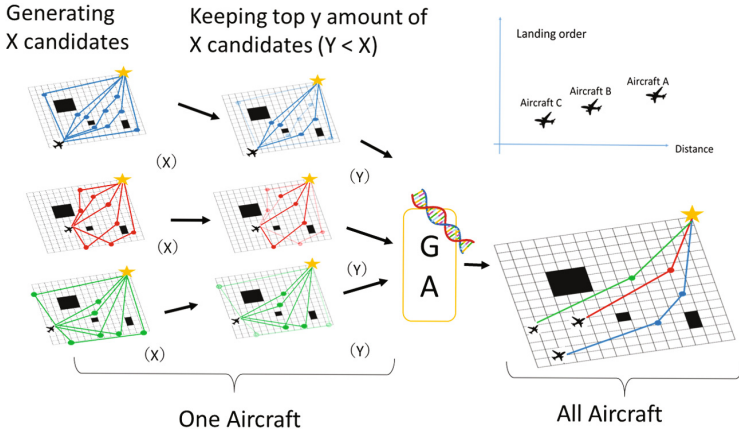 Generating
X candidates
Keeping top y amount of
X candidates (Y < X)
Landing order
Aircraft A
Aircraft B
Aircraft C
Distance
(X)
(Y)
(X)
(Y)
(X)
(Y)
G
A
One Aircraft
All Aircraft